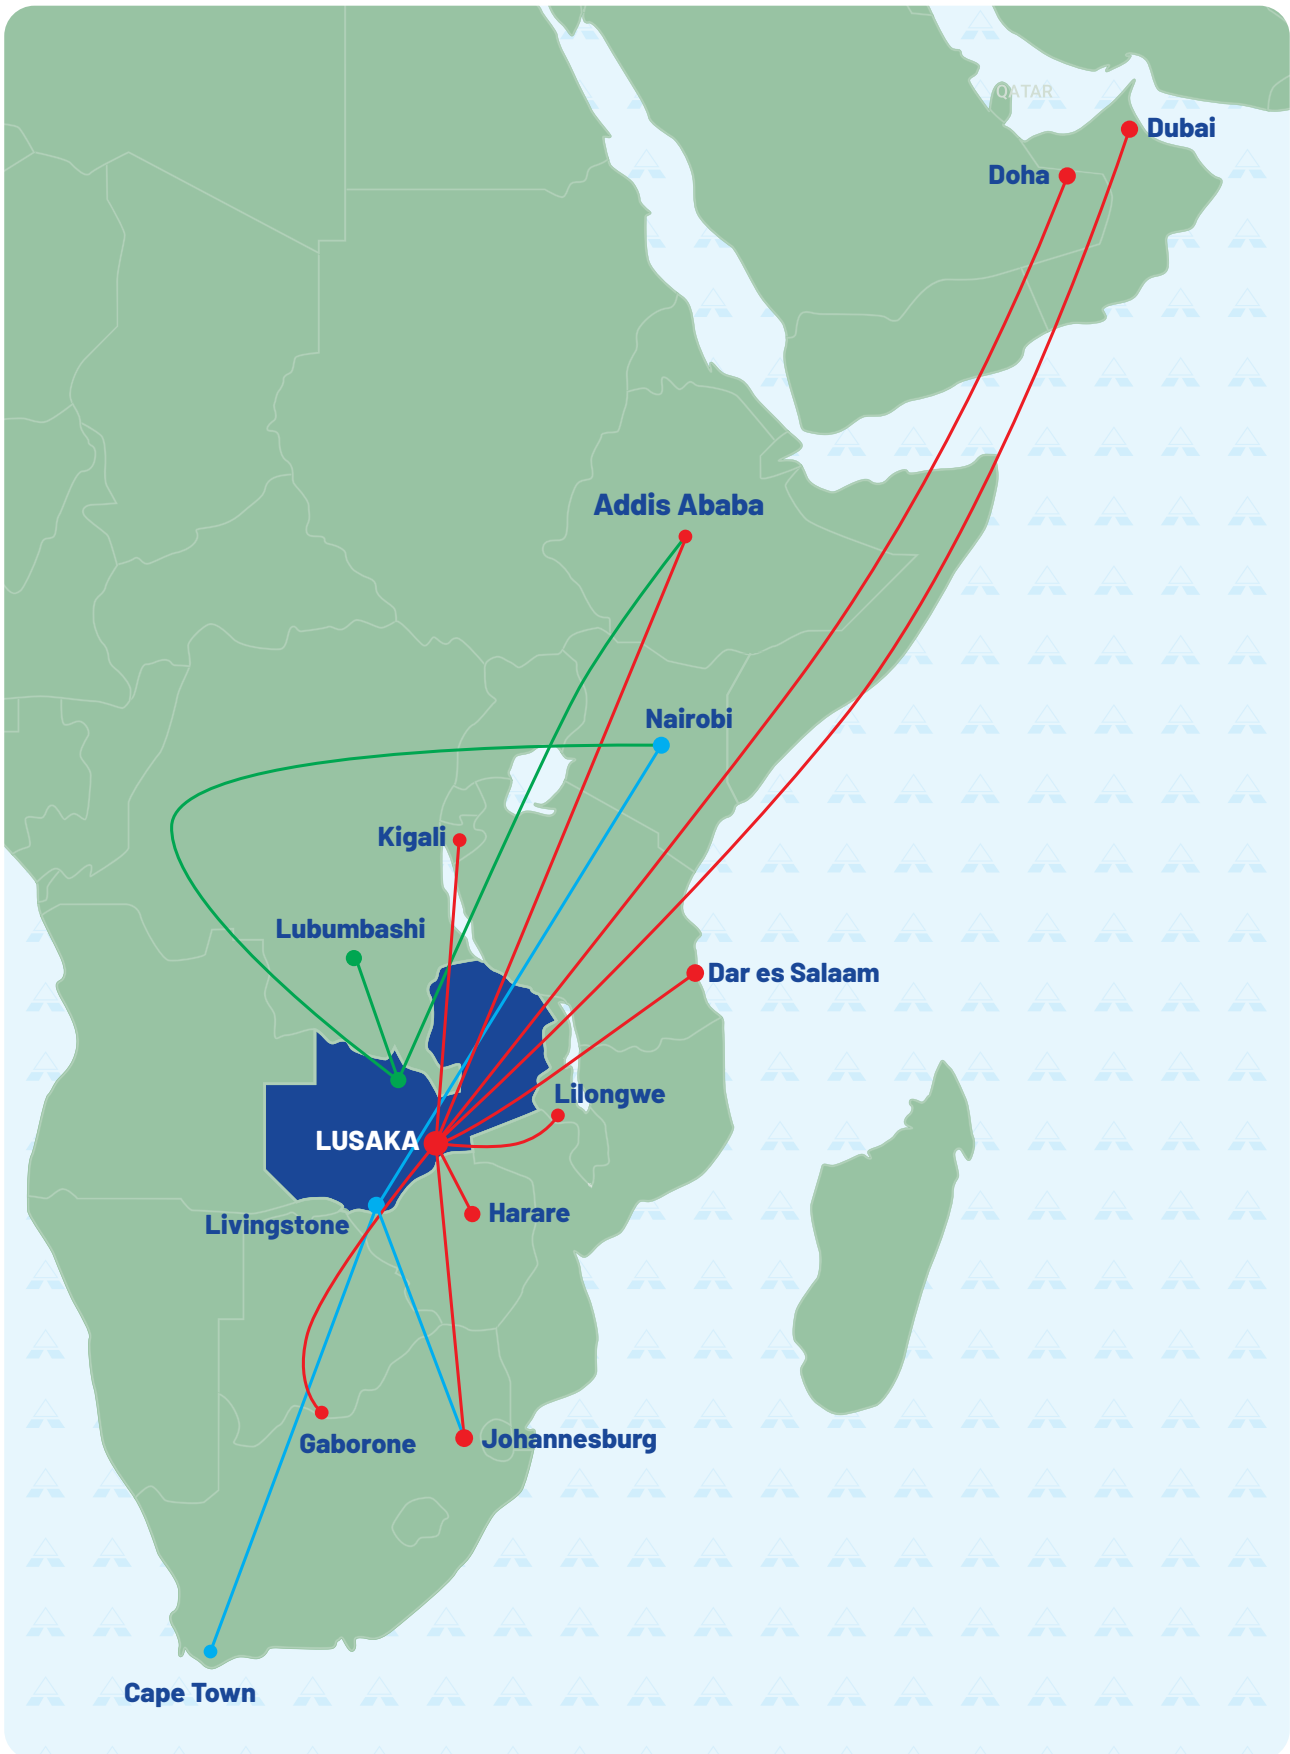 QATAR
Dubai
Doha
Addis Ababa
Nairobi
Kigali
Lubumbashi
Dar es Salaam
Lilongwe
LUSAKA
Harare
Livingstone
Gaborone
Johannesburg
Cape Town